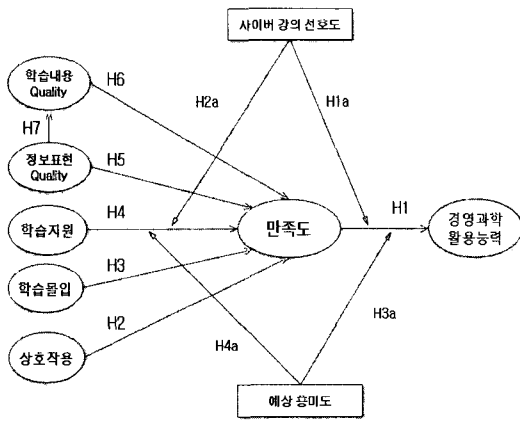 사이버 강의 선호도
학습내용
Quality
H6
H2a
H1a
H7
정보표현
Quality
H5
학습지원
H4
만족도
H1
경영과학
활용능력
학습몰입
H3
H2
상호작용
H4a
H3a
예상 흥미도